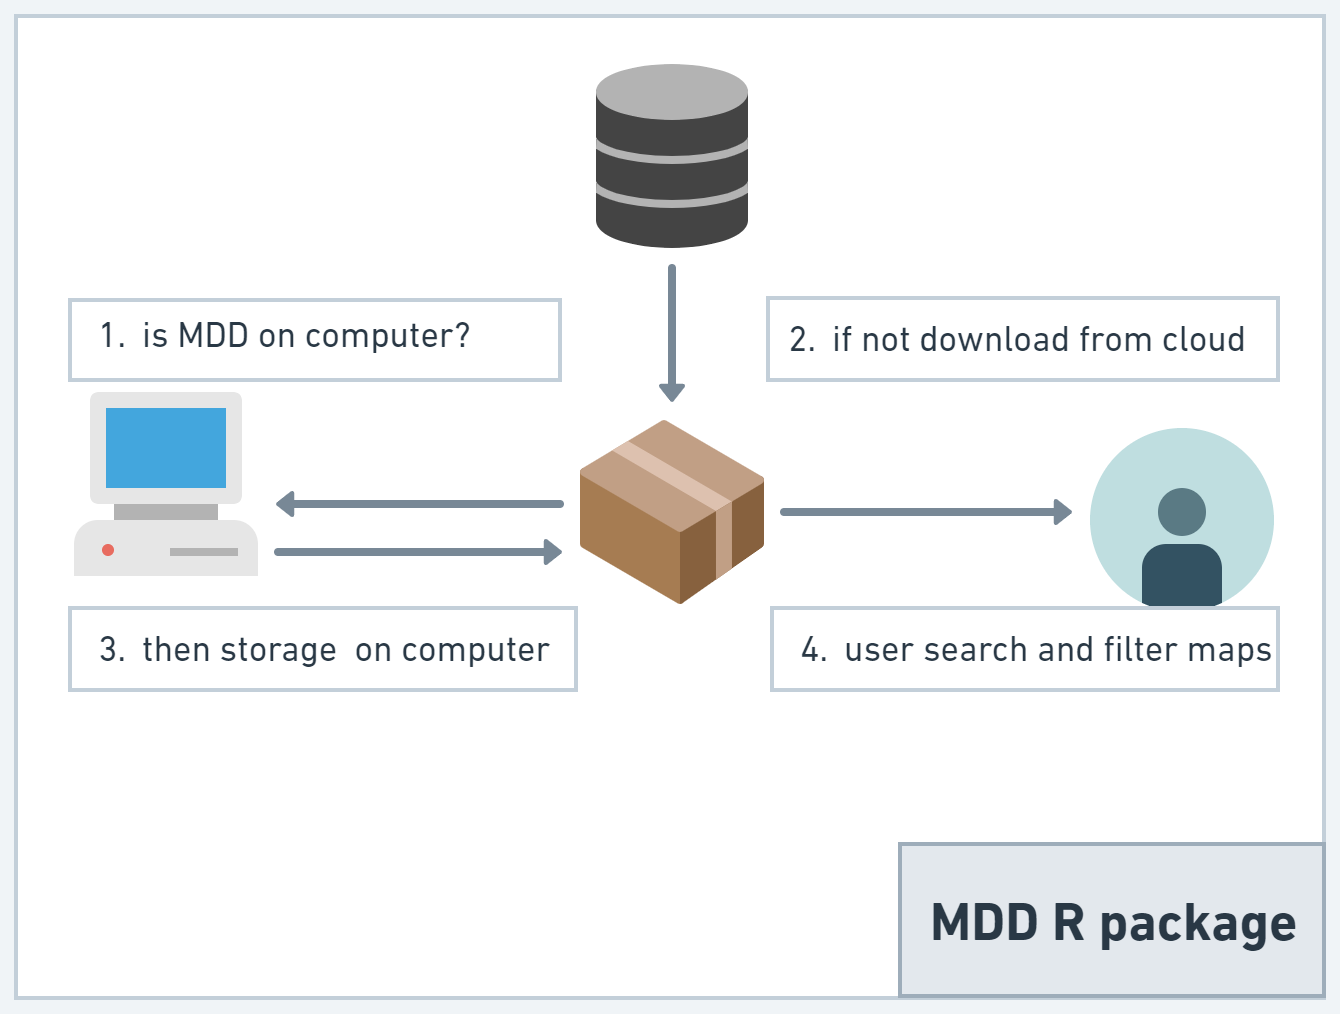 1. is MDD on computer?
2. if not download from cloud
3. then storage on computer
4. user search and filter maps
MDD R package